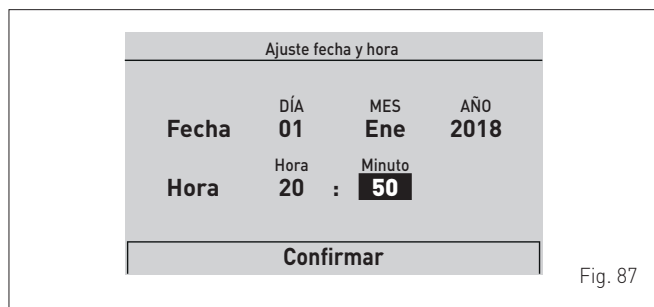 Ajuste fecha y hora
DÍA MES AÑO
Fecha 01 Ene 2018
Hora Minuto
Hora 20 : 50
Confirmar
Fig. 87